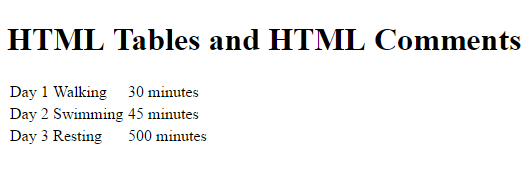 HTML Tables and HTML Comments
Day 1 Walking 30 minutes
Day 2 Swimming 45 minutes
Day 3 Resting 500 minutes